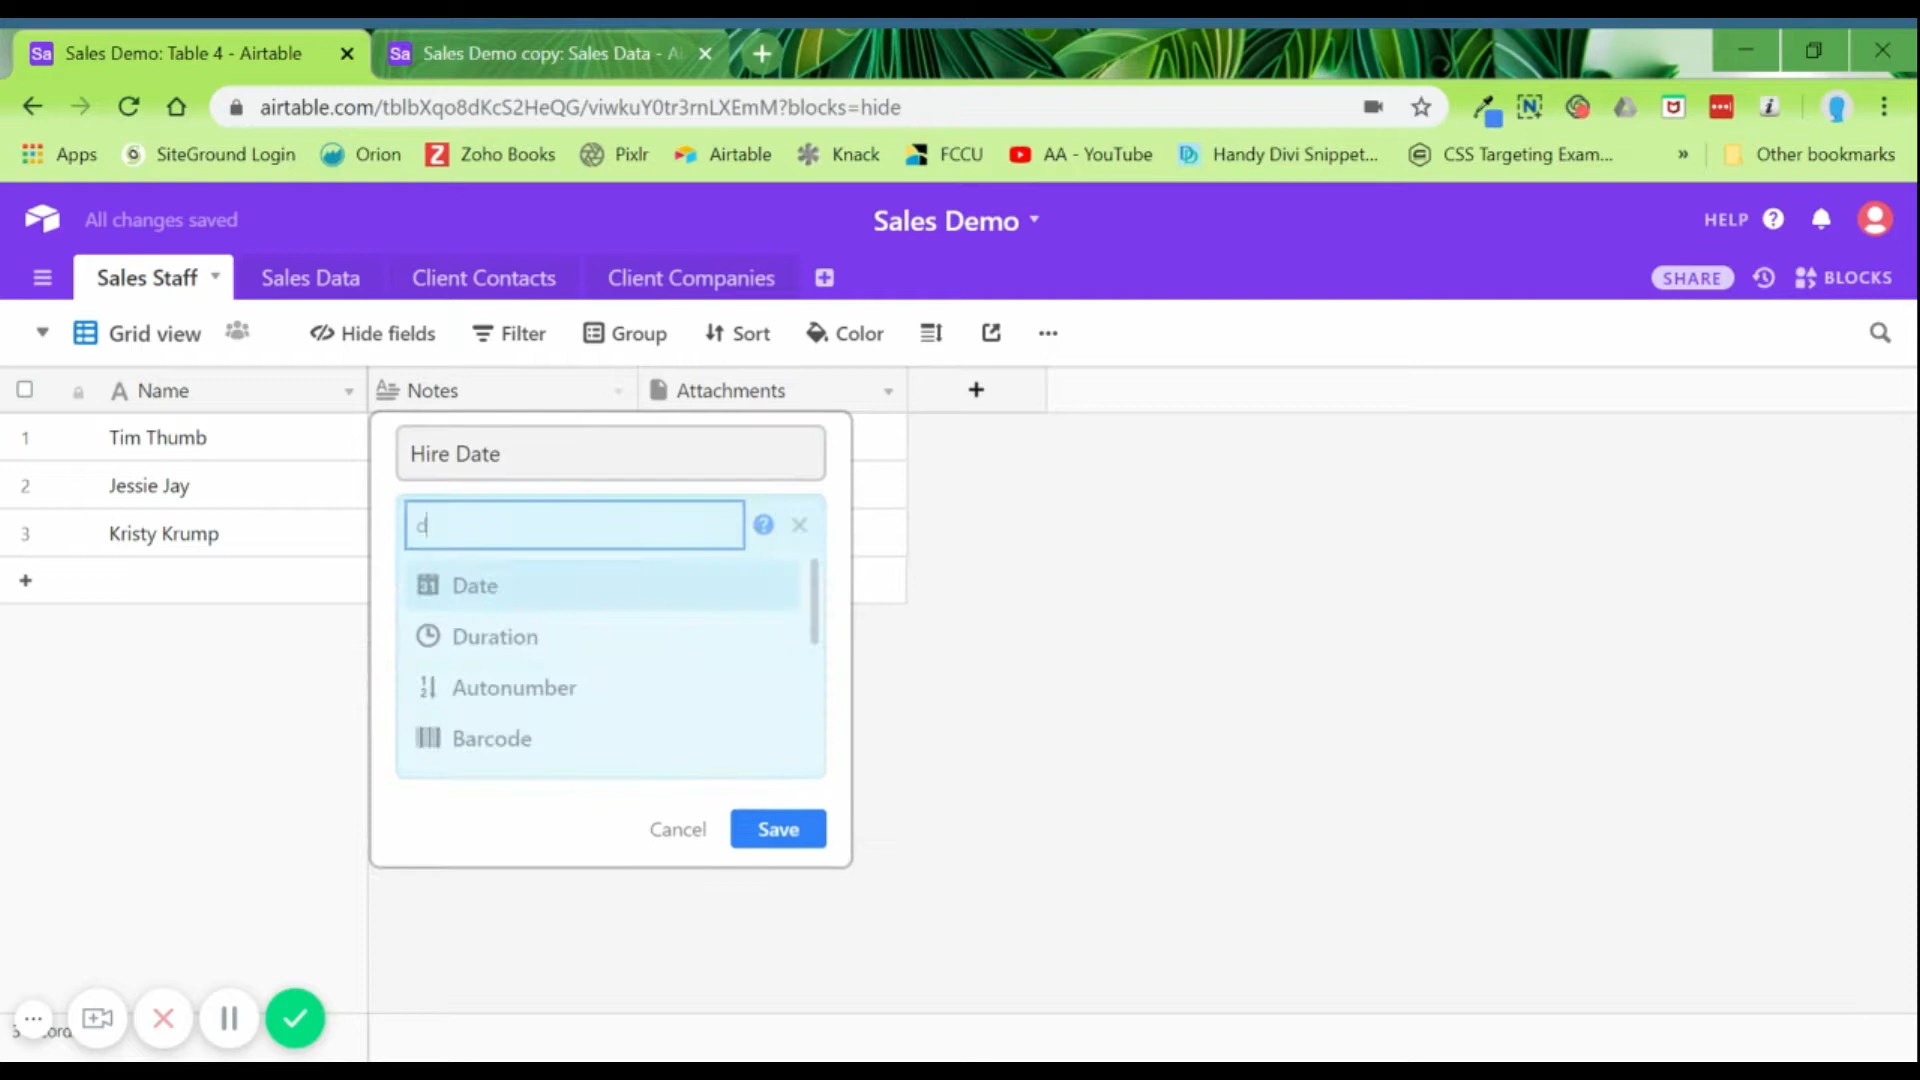 Sa Sales Demo: Table 4 - Airtable
Sa Sales Demo copy: Sales Data - Ai
airtable.com/tblbXqo8dKcS2HeQG/viwkuY0tr3rnLXEmM?blocks=hide
Apps SiteGround Login Orion Zoho Books Pixlr Airtable Knack FCCU AA - YouTube Handy Divi Snippet... CSS Targeting Exam... » Other bookmarks
All changes saved
Sales Demo
HELP
Sales Staff Sales Data Client Contacts Client Companies
SHARE BLOCKS
Grid view Hide fields Filter Group Sort Color
Name Notes Attachments
1 Tim Thumb
2 Jessie Jay
3 Kristy Krump
Hire Date
d
Date
Duration
Autonumber
Barcode
Cancel Save